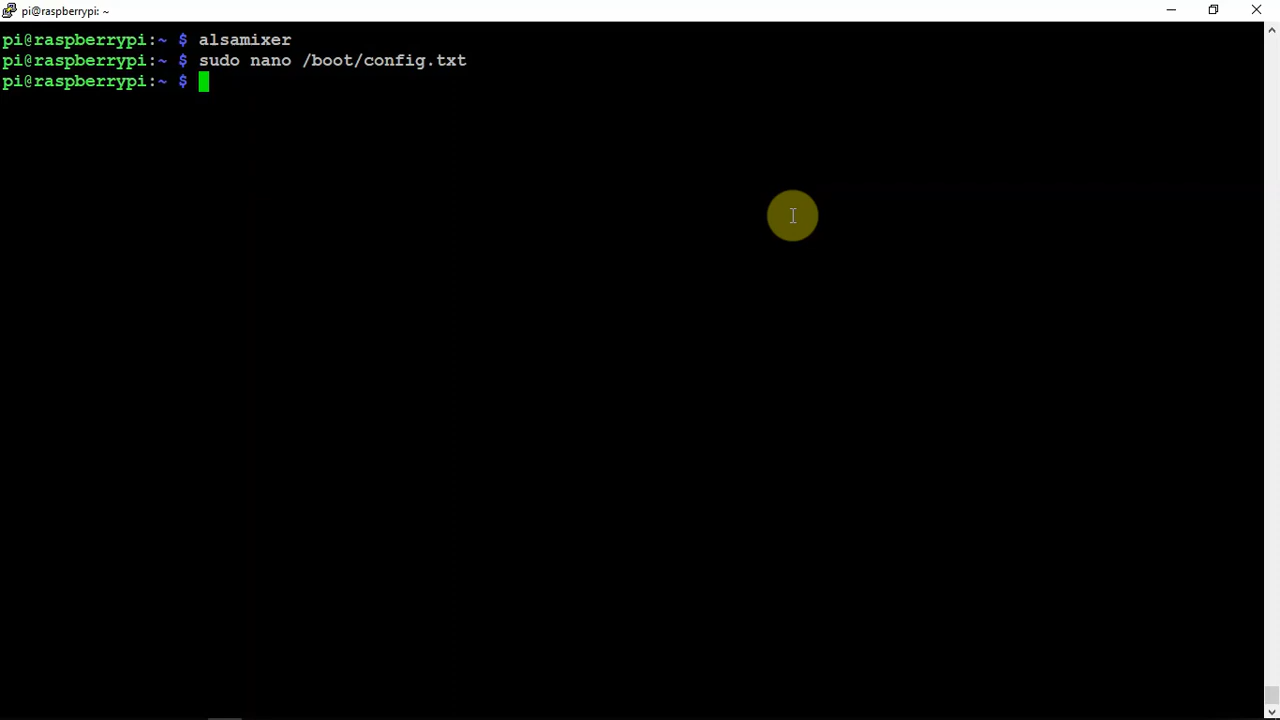 pi@raspberrypi: ~
pi@raspberrypi:~ $ alsamixer
pi@raspberrypi:~ $ sudo nano /boot/config.txt
pi@raspberrypi:~ $